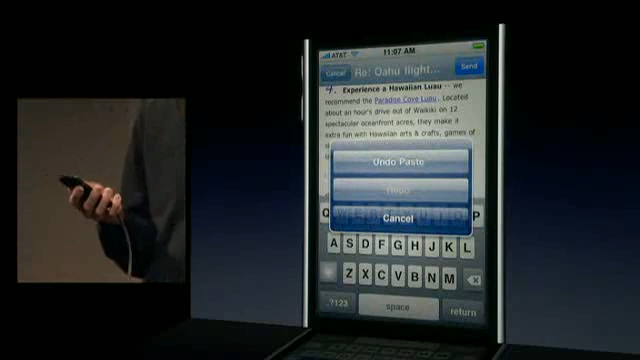 AT&T 11:07 AM
Cancel Re: Oahu flight... Send
4. Experience a Hawaiian Luau -- we
recommend the Paradise Cove Luau. Located
about an hour's drive out of Waikiki on 12
spectacular oceanfront acres, they make it
extra fun with Hawaiian arts & crafts, games of
Undo Paste
Redo
Cancel
Q P
A S D F G H J K L
Z X C V B N M
.?123 space return